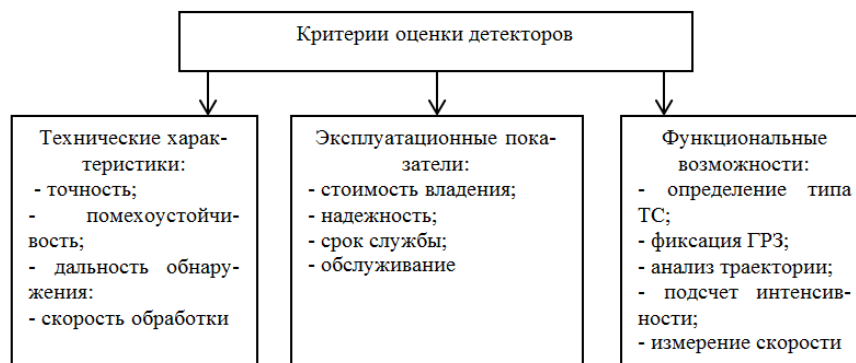 Критерии оценки детекторов
Технические харак-
теристики:
- точность;
- помехоустойчи-
вость;
- дальность обнару-
жения:
- скорость обработки
Эксплуатационные пока-
затели:
- стоимость владения;
- надежность;
- срок службы;
- обслуживание
Функциональные
возможности:
- определение типа
ТС;
- фиксация ГРЗ;
- анализ траектории;
- подсчет интенсив-
ности;
- измерение скорости